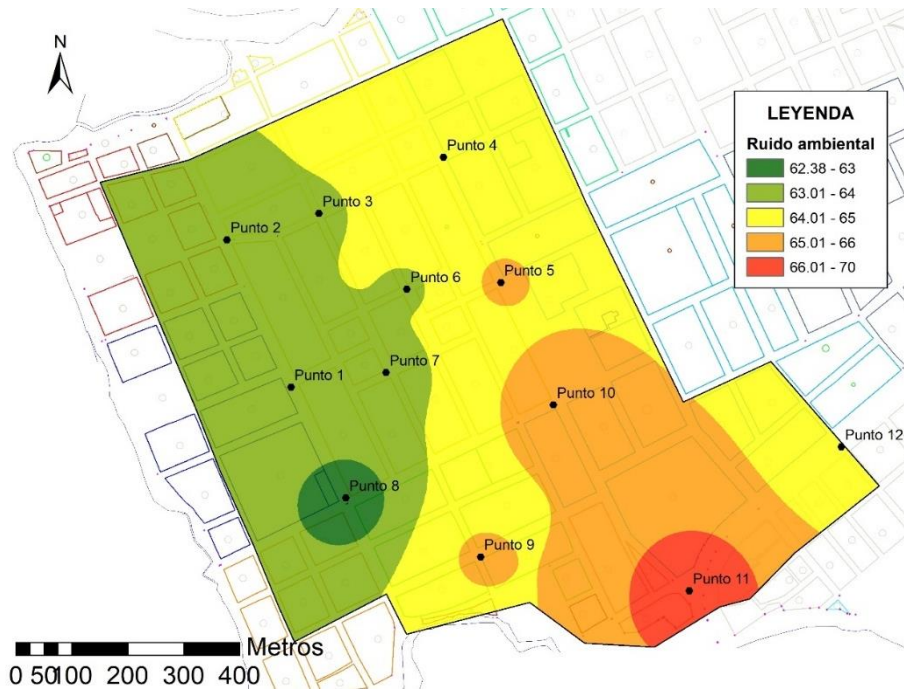 N
LEYENDA
Ruido ambiental
62.38 - 63
63.01 - 64
64.01 - 65
65.01 - 66
66.01 - 70
Punto 4
Punto 3
Punto 2
Punto 6
Punto 5
Punto 7
Punto 1
Punto 10
Punto 12
Punto 8
Punto 9
Punto 11
Metros
0 50 100 200 300 400